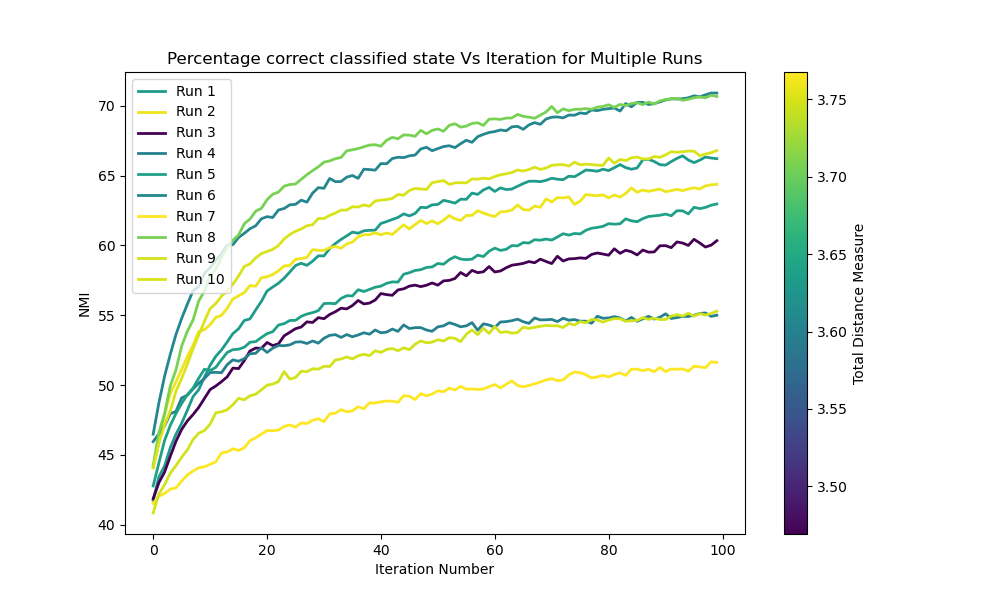 Percentage correct classified state Vs Iteration for Multiple Runs
Run 1
Run 2
Run 3
Run 4
Run 5
Run 6
Run 7
Run 8
Run 9
Run 10
NMI
70
65
60
55
50
45
40
0 20 40 60 80 100
Iteration Number
3.75
3.70
3.65
3.60
3.55
3.50
Total Distance Measure